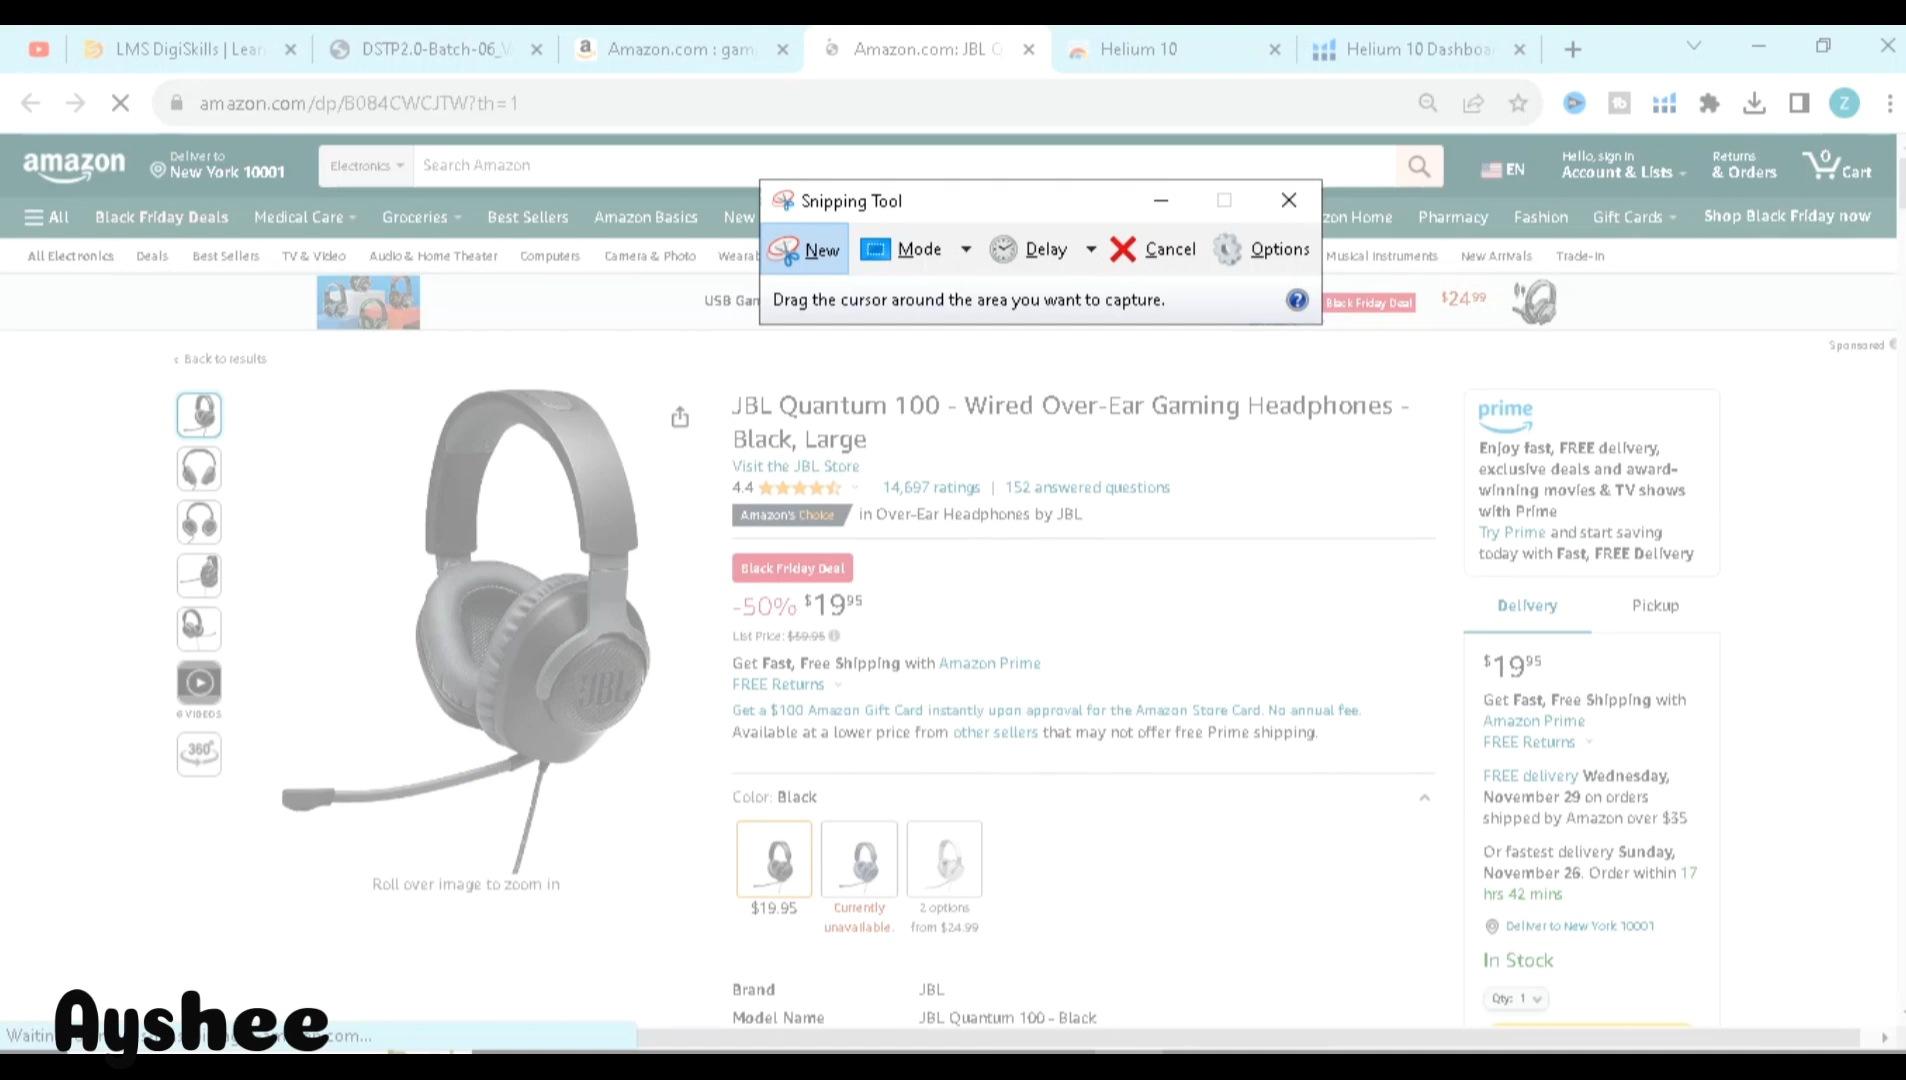 LMS DigiSkills | Lear
DSTP2.0-Batch-06_
Amazon.com : gam
Amazon.com: JBL Q
Helium 10
Helium 10 Dashboa
amazon.com/dp/B084CWCJTW?th=1
Z
amazon
Deliver to
New York 10001
Electronics
Search Amazon
EN
Hello, sign in
Account & Lists
Returns
& Orders
0
Cart
All
Black Friday Deals
Medical Care
Groceries
Best Sellers
Amazon Basics
New
zon Home
Pharmacy
Fashion
Gift Cards
Shop Black Friday now
Snipping Tool
New
Mode
Delay
Cancel
Options
Drag the cursor around the area you want to capture.
All Electronics
Deals
Best Sellers
TV & Video
Audio & Home Theater
Computers
Camera & Photo
Weara
Musical Instruments
New Arrivals
Trade-In
USB Gam
Black Friday Deal
$24.99
Sponsored
‹ Back to results
JBL Quantum 100 - Wired Over-Ear Gaming Headphones -
Black, Large
Visit the JBL Store
4.4
14,697 ratings | 152 answered questions
Amazon's Choice in Over-Ear Headphones by JBL
Black Friday Deal
-50% $19.95
List Price: $39.95
Get Fast, Free Shipping with Amazon Prime
FREE Returns
Get a $100 Amazon Gift Card instantly upon approval for the Amazon Store Card. No annual fee.
Available at a lower price from other sellers that may not offer free Prime shipping.
Color: Black
$19.95
Currently
unavailable.
2 options
from $24.99
Brand JBL
Model Name JBL Quantum 100 - Black
JBL
6 VIDEOS
360°
Roll over image to zoom in
prime
Enjoy fast, FREE delivery,
exclusive deals and award-
winning movies & TV shows
with Prime
Try Prime and start saving
today with Fast, FREE Delivery
Delivery
Pickup
$19.95
Get Fast, Free Shipping with
Amazon Prime
FREE Returns
FREE delivery Wednesday,
November 29 on orders
shipped by Amazon over $35
Or fastest delivery Sunday,
November 26. Order within 17
hrs 42 mins
Deliver to New York 10001
In Stock
Qty: 1
Ayshee